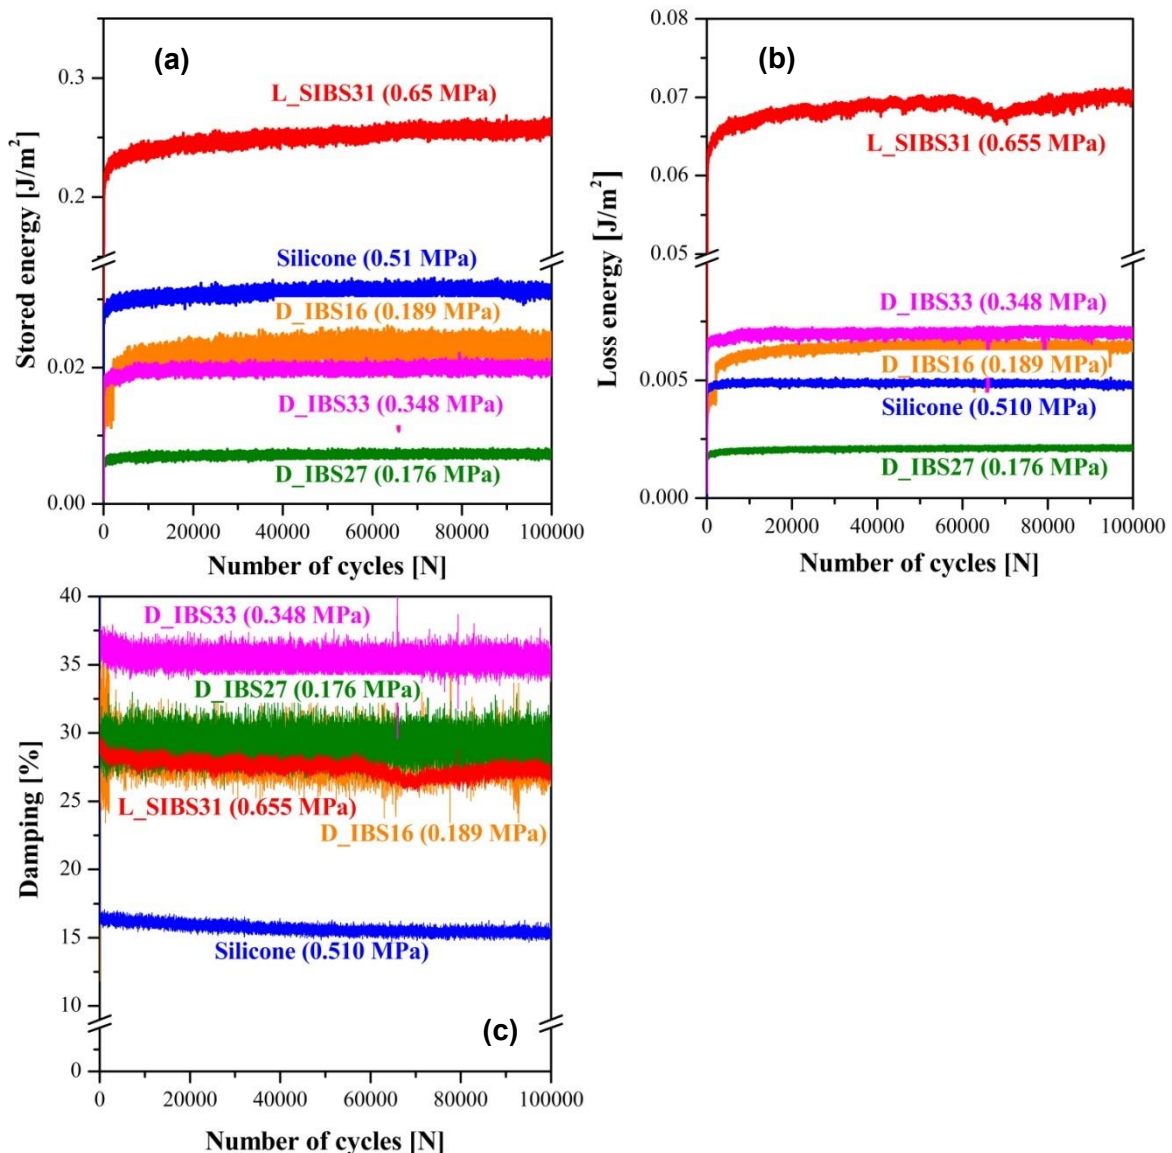 (a)
Stored energy [J/m²]
0.3
L_SIBS31 (0.65 MPa)
0.2
Silicone (0.51 MPa)
D_IBS16 (0.189 MPa)
0.02
D_IBS33 (0.348 MPa)
D_IBS27 (0.176 MPa)
0.00
0 20000 40000 60000 80000 100000
Number of cycles [N]
(b)
Loss energy [J/m²]
0.08
0.07
L_SIBS31 (0.655 MPa)
0.06
0.05
D_IBS33 (0.348 MPa)
D_IBS16 (0.189 MPa)
0.005
Silicone (0.510 MPa)
D_IBS27 (0.176 MPa)
0.000
0 20000 40000 60000 80000 100000
Number of cycles [N]
Damping [%]
40
D_IBS33 (0.348 MPa)
35
D_IBS27 (0.176 MPa)
30
25
L_SIBS31 (0.655 MPa)
D_IBS16 (0.189 MPa)
20
15
Silicone (0.510 MPa)
10
(c)
0
0 20000 40000 60000 80000 100000
Number of cycles [N]